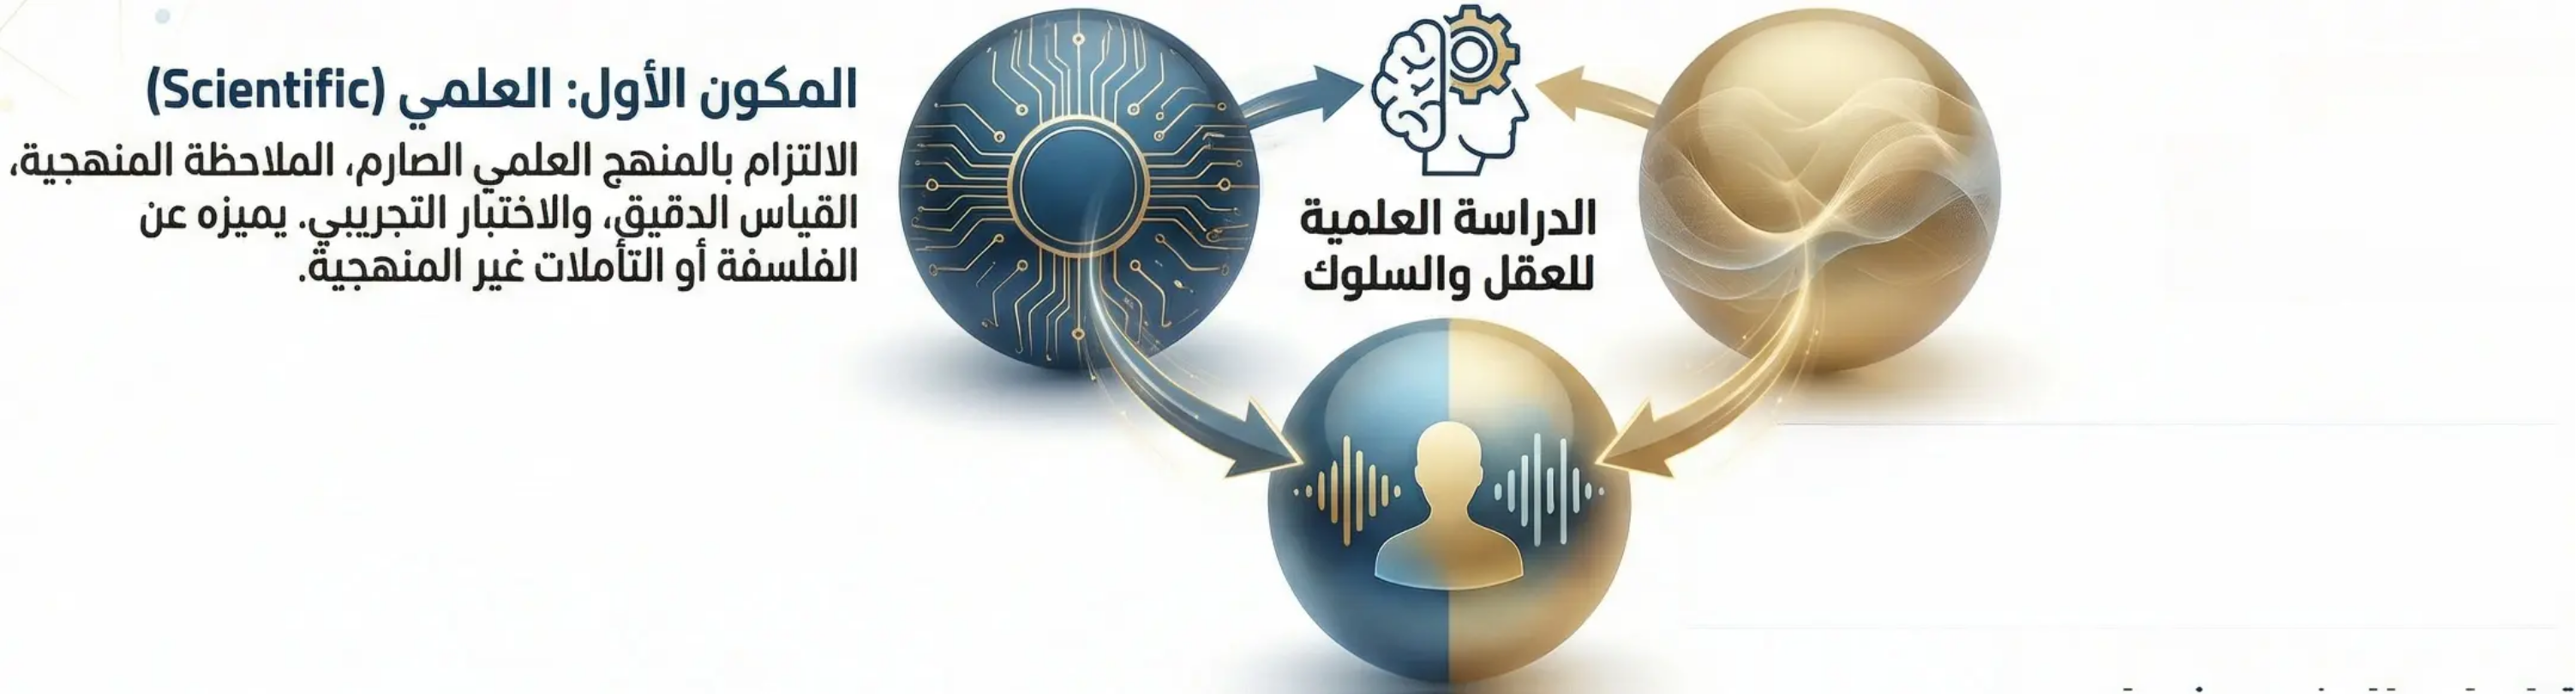 المكون الأول: العلمي (Scientific)
الالتزام بالمنهج العلمي الصارم، الملاحظة المنهجية،
القياس الدقيق، والاختبار التجريبي. يميزه عن
الفلسفة أو التأملات غير المنهجية.
الدراسة العلمية
للعقل والسلوك